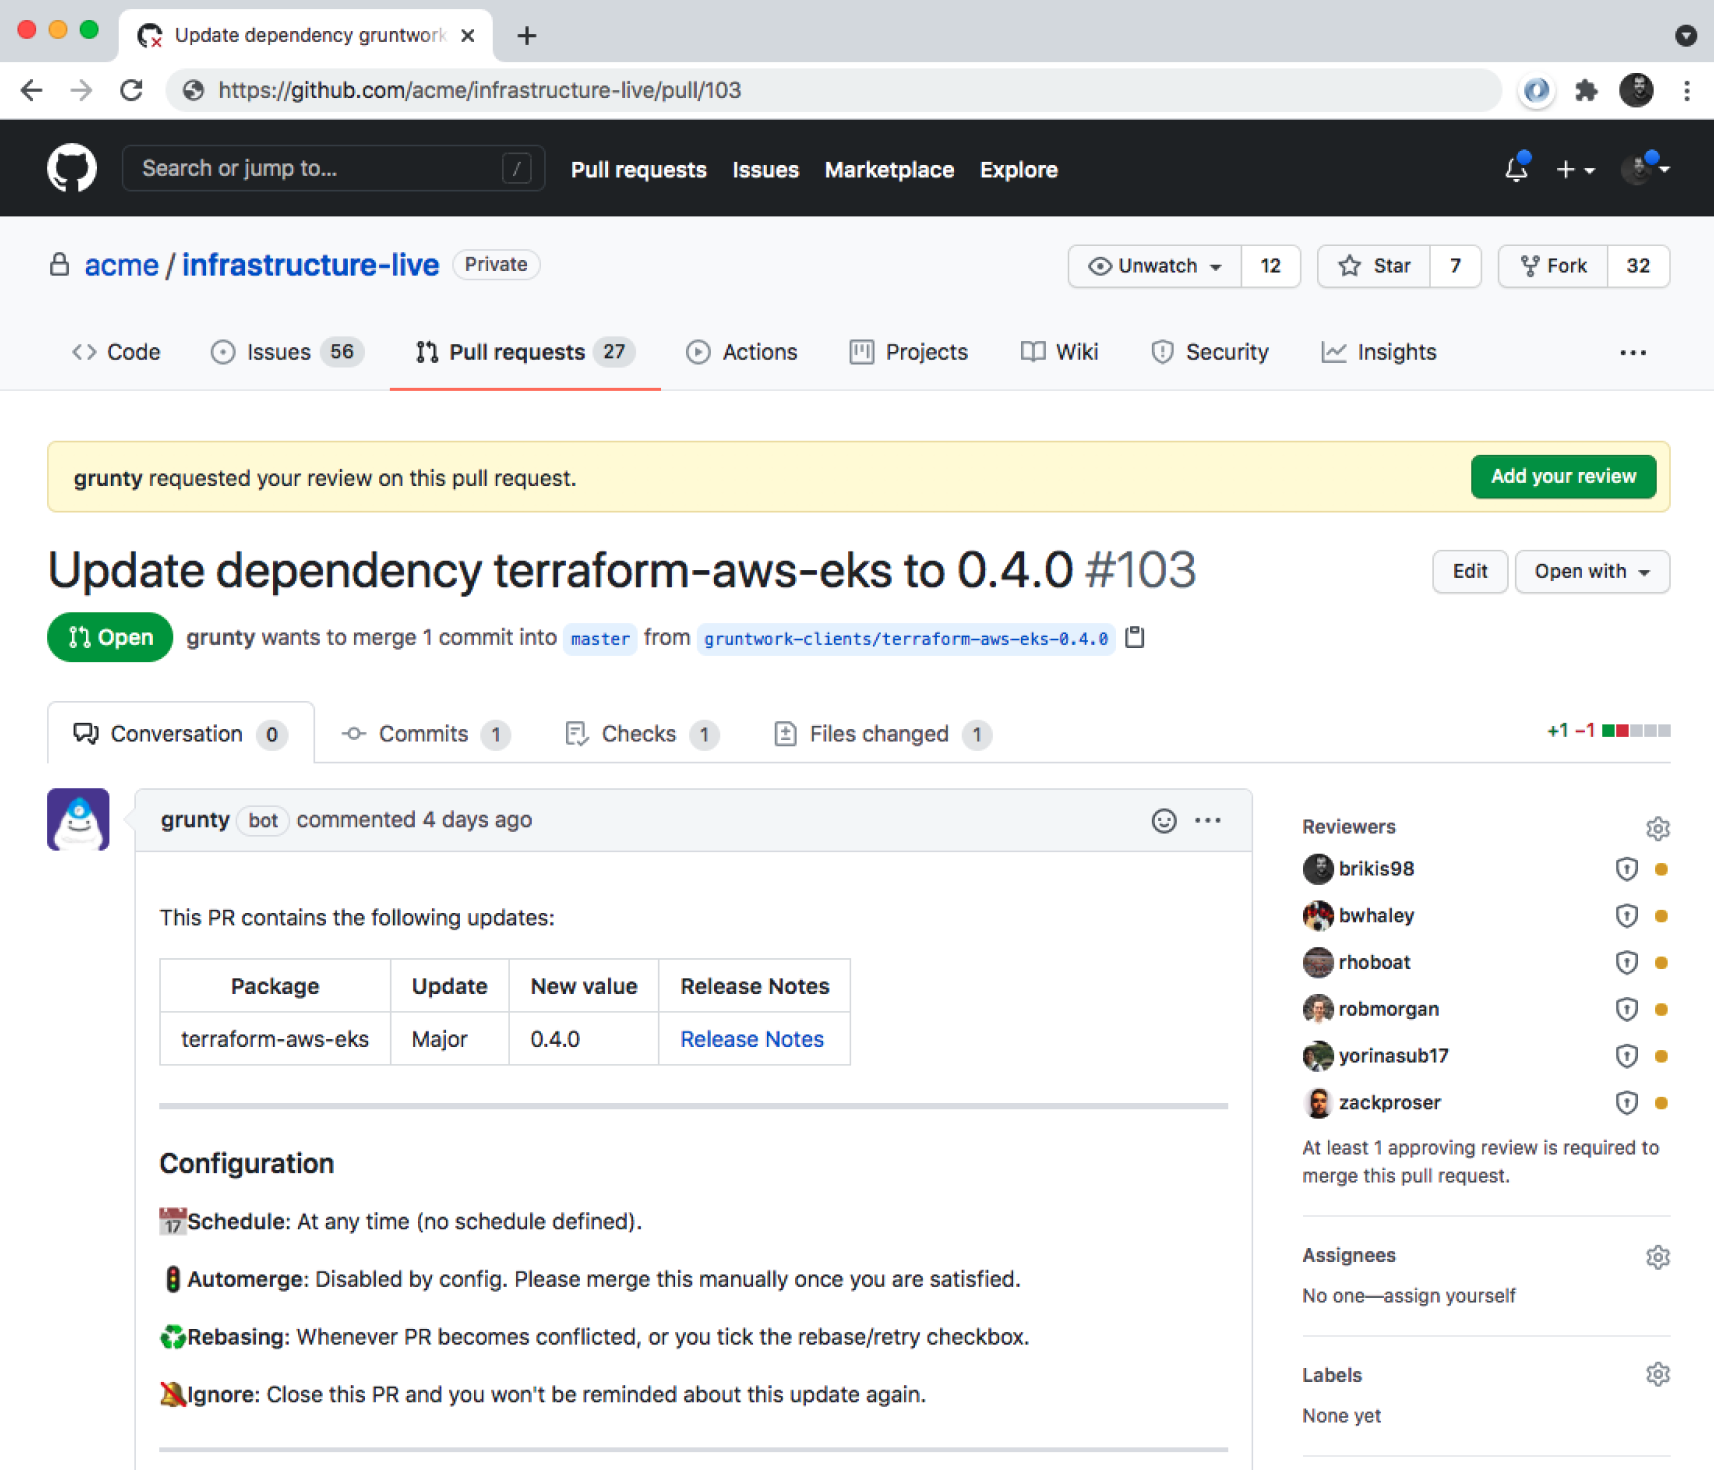 Update dependency gruntwork
https://github.com/acme/infrastructure-live/pull/103
Search or jump to... /
Pull requests Issues Marketplace Explore
acme / infrastructure-live Private
Unwatch 12 Star 7 Fork 32
Code Issues 56 Pull requests 27 Actions Projects Wiki Security Insights
grunty requested your review on this pull request.
Add your review
Update dependency terraform-aws-eks to 0.4.0 #103
Edit Open with
Open grunty wants to merge 1 commit into master from gruntwork-clients/terraform-aws-eks-0.4.0
Conversation 0 Commits 1 Checks 1 Files changed 1
+1 −1
grunty bot commented 4 days ago
This PR contains the following updates:
Package Update New value Release Notes
terraform-aws-eks Major 0.4.0 Release Notes
Configuration
17 Schedule: At any time (no schedule defined).
Automerge: Disabled by config. Please merge this manually once you are satisfied.
Rebasing: Whenever PR becomes conflicted, or you tick the rebase/retry checkbox.
Ignore: Close this PR and you won't be reminded about this update again.
Reviewers
brikis98
bwhaley
rhoboat
robmorgan
yorinasub17
zackproser
At least 1 approving review is required to
merge this pull request.
Assignees
No one—assign yourself
Labels
None yet